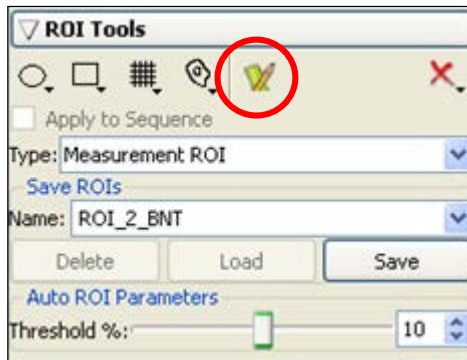 ROI Tools
Apply to Sequence
Type: Measurement ROI
Save ROIs
Name: ROI_2_BNT
Delete Load Save
Auto ROI Parameters
Threshold %: 10